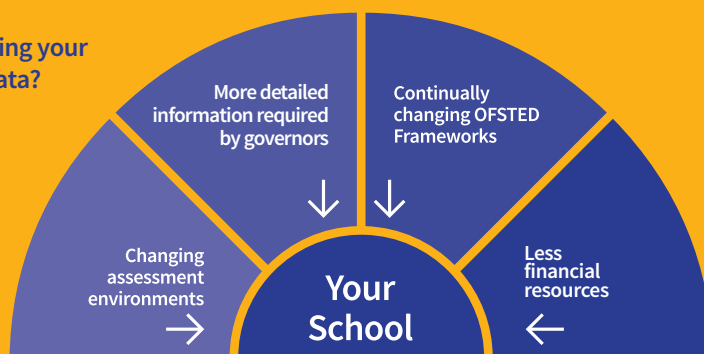 ing your
ata?
More detailed
information required
by governors
Continually
changing OFSTED
Frameworks
Changing
assessment
environments
Less
financial
resources
Your
School